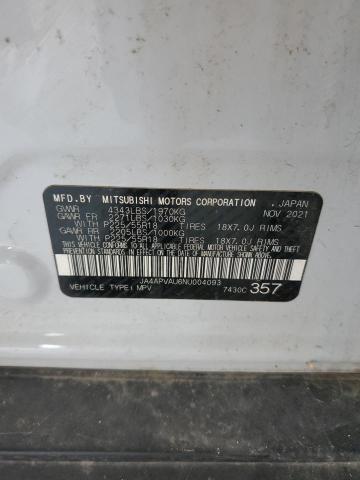 MFD.BY MITSUBISHI MOTORS CORPORATION , JAPAN
GVWR 4343LBS/1970KG NOV 2021
GAWR FR 2271LBS/1030KG
WITH P225/55R18 TIRES 18X7.0J RIMS
GAWR RR 2205LBS/1000KG
WITH P225/55R18 TIRES 18X7.0J RIMS
THIS VEHICLE CONFORMS TO ALL APPLICABLE FEDERAL MOTOR VEHICLE SAFETY, BUMPER, AND THEFT
PREVENTION STANDARDS IN EFFECT ON THE DATE OF MANUFACTURE SHOWN ABOVE.
JA4APVAU6NU004093
VEHICLE TYPE: MPV 7430C 357